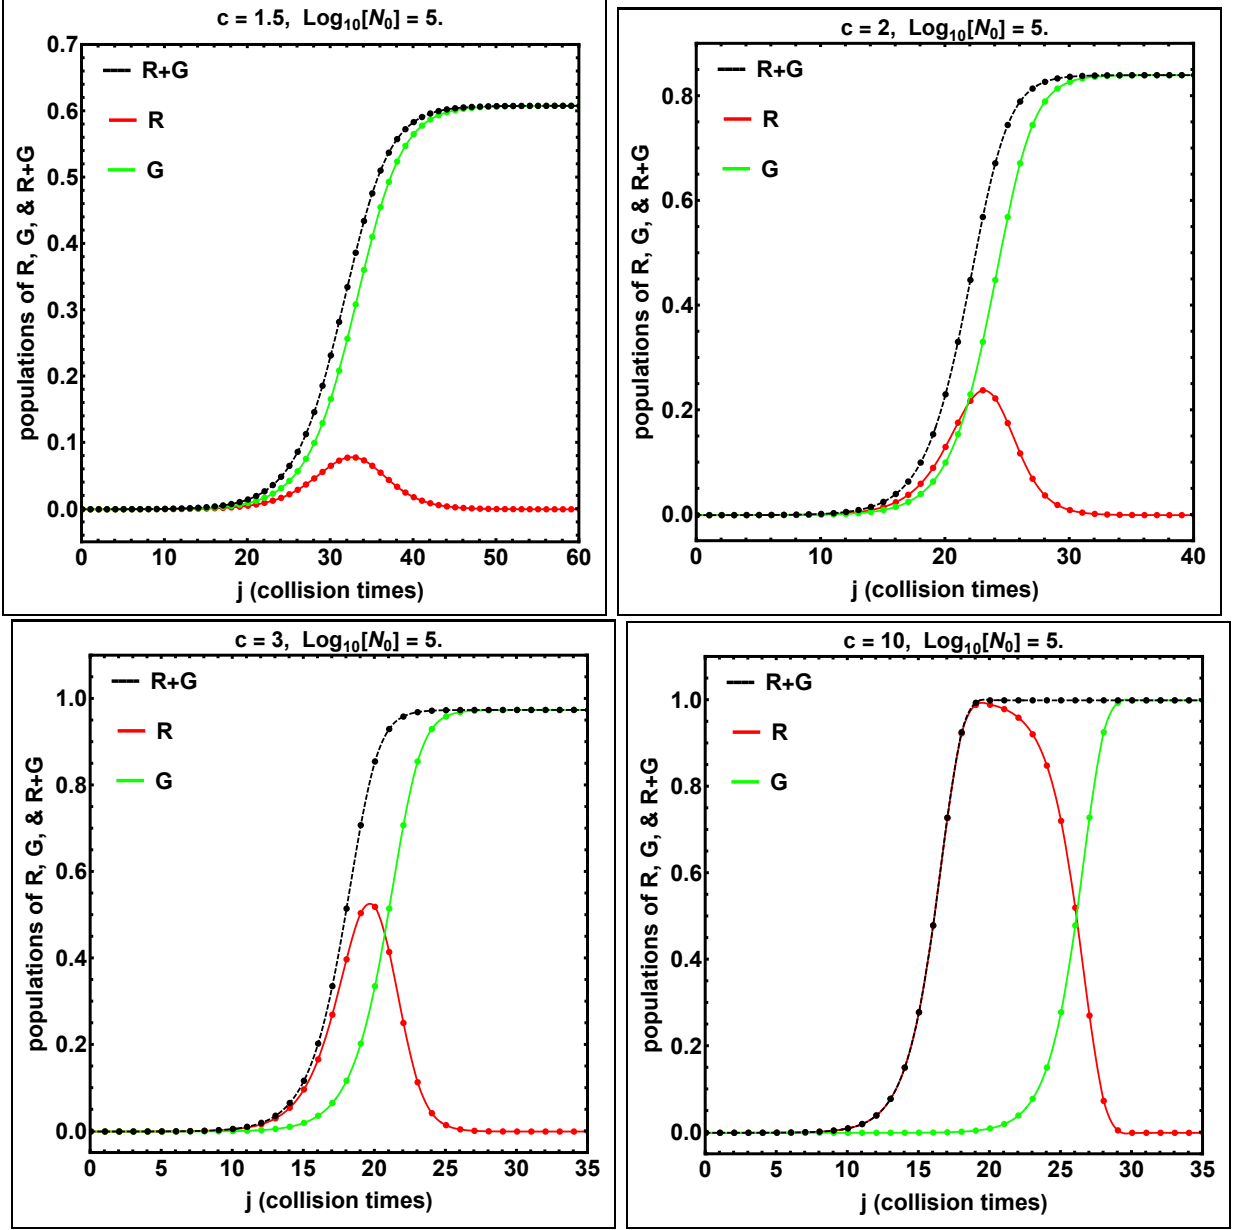 c = 1.5, Log10[N0] = 5.
0.7
0.6
0.5
0.4
0.3
0.2
0.1
0.0
populations of R, G, & R+G
R+G
R
G
0 10 20 30 40 50 60
j (collision times)
c = 2, Log10[N0] = 5.
0.8
0.6
0.4
0.2
0.0
populations of R, G, & R+G
R+G
R
G
0 10 20 30 40
j (collision times)
c = 3, Log10[N0] = 5.
1.0
0.8
0.6
0.4
0.2
0.0
populations of R, G, & R+G
R+G
R
G
0 5 10 15 20 25 30 35
j (collision times)
c = 10, Log10[N0] = 5.
1.0
0.8
0.6
0.4
0.2
0.0
populations of R, G, & R+G
R+G
R
G
0 5 10 15 20 25 30 35
j (collision times)